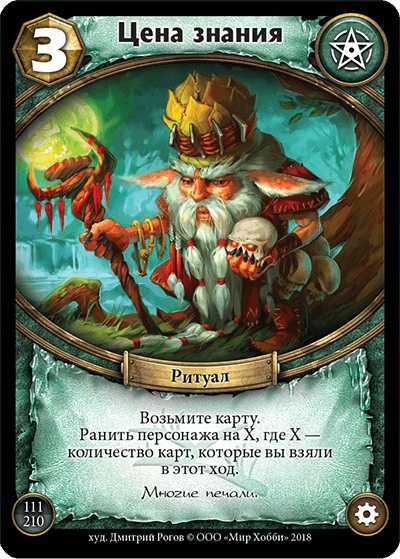 3
Цена знания
Ритуал
Возьмите карту.
Ранить персонажа на X, где X —
количество карт, которые вы взяли
в этот ход.
Многие печали.
111
210
худ. Дмитрий Рогов © ООО «Мир Хобби» 2018